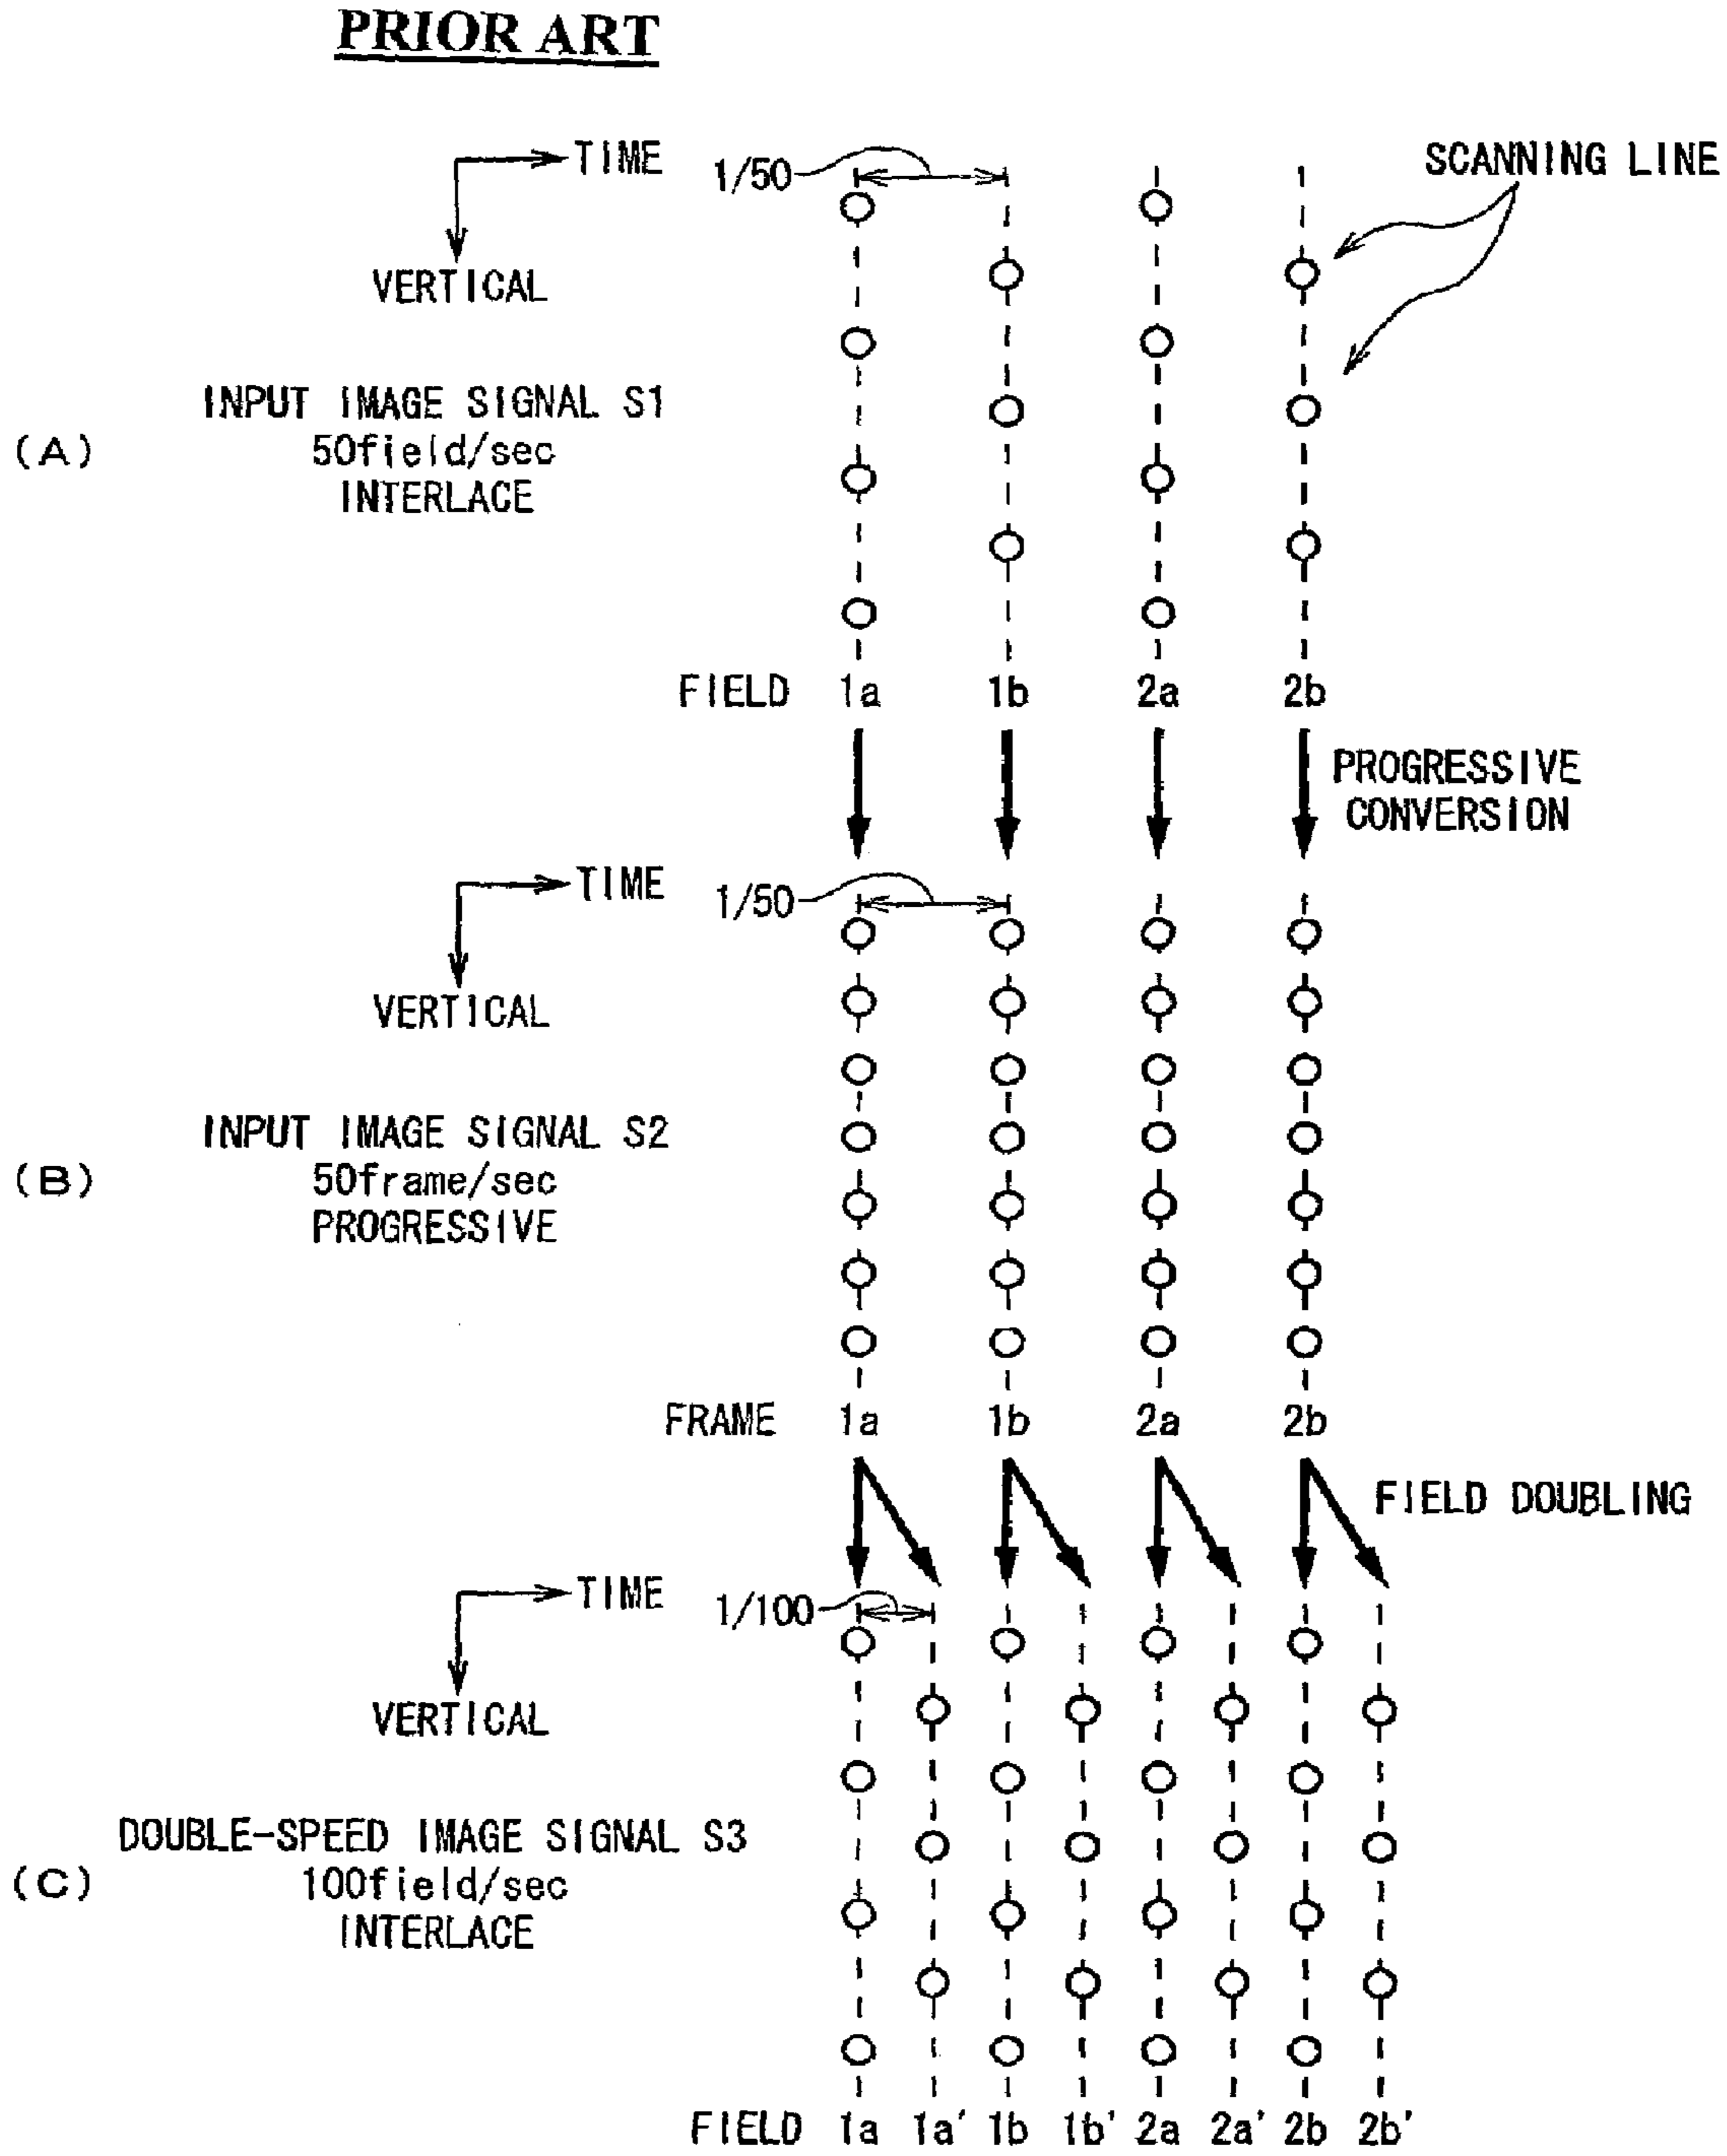 PRIOR ART
TIME
1/50
SCANNING LINE
VERTICAL
(A)
INPUT IMAGE SIGNAL S1
50field/sec
INTERLACE
FIELD 1a 1b 2a 2b
PROGRESSIVE
CONVERSION
TIME
1/50
VERTICAL
(B)
INPUT IMAGE SIGNAL S2
50frame/sec
PROGRESSIVE
FRAME 1a 1b 2a 2b
FIELD DOUBLING
TIME
1/100
VERTICAL
(C)
DOUBLE-SPEED IMAGE SIGNAL S3
100field/sec
INTERLACE
FIELD 1a 1a' 1b 1b' 2a 2a' 2b 2b'